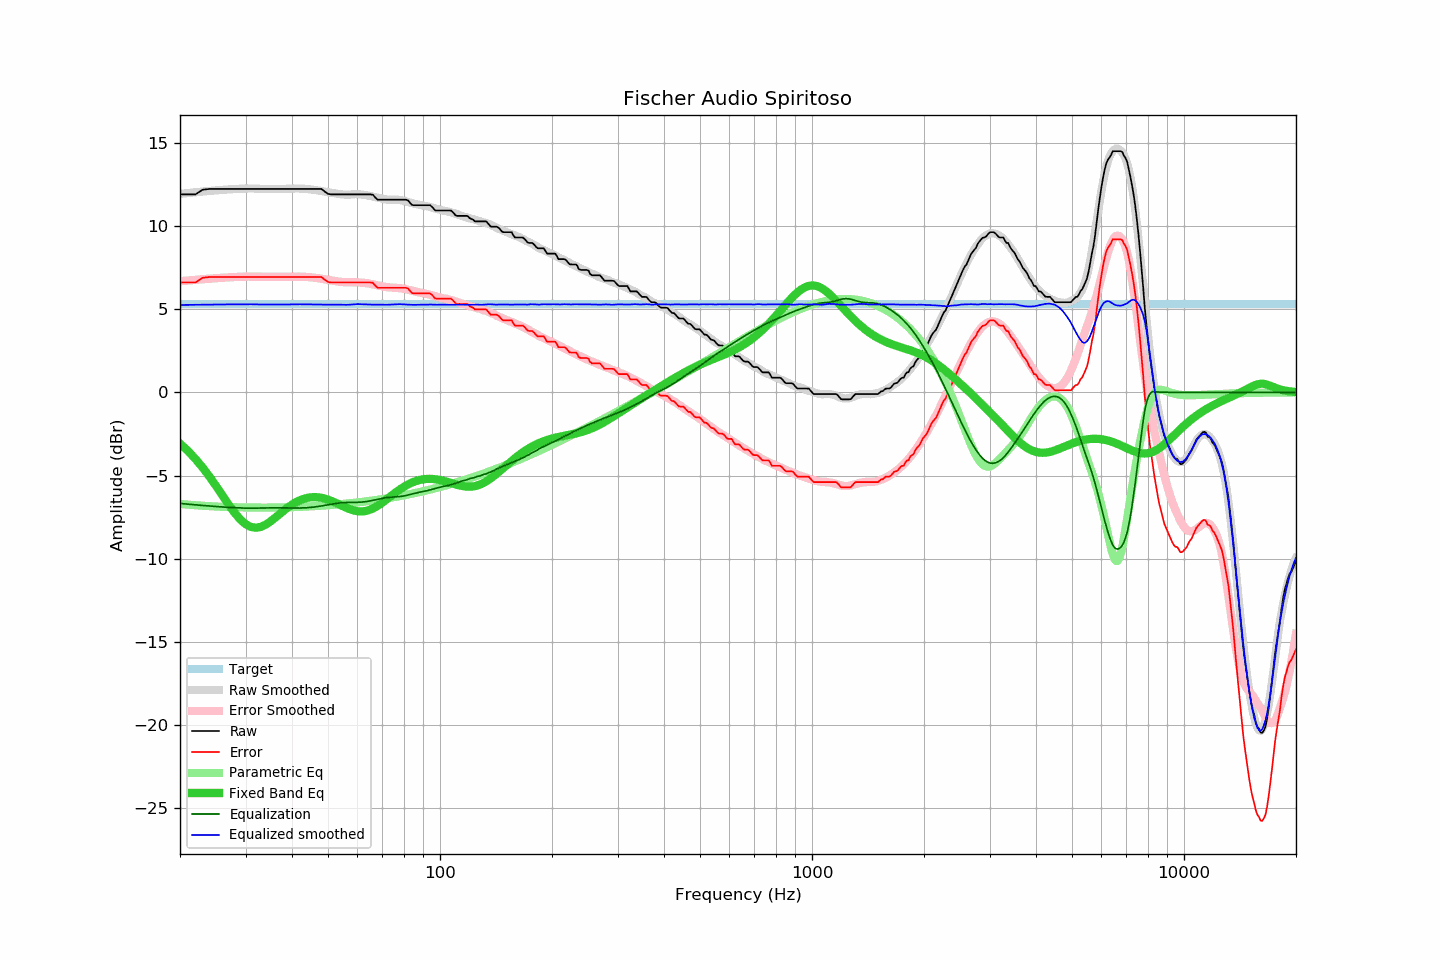 Fischer Audio Spiritoso
15
10
5
0
−5
−10
−15
−20
−25
Amplitude (dBr)
Target
Raw Smoothed
Error Smoothed
Raw
Error
Parametric Eq
Fixed Band Eq
Equalization
Equalized smoothed
100 1000 10000
Frequency (Hz)